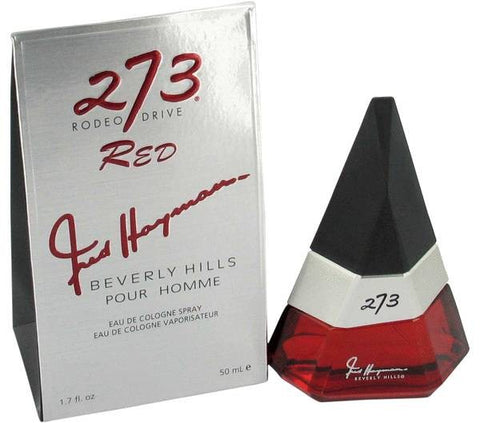 273®
RODEO DRIVE
RED
Fred Hayman
BEVERLY HILLS
POUR HOMME
EAU DE COLOGNE SPRAY
EAU DE COLOGNE VAPORISATEUR
1.7 fl. oz 50 mL e
273
Fred Hayman
BEVERLY HILLS®